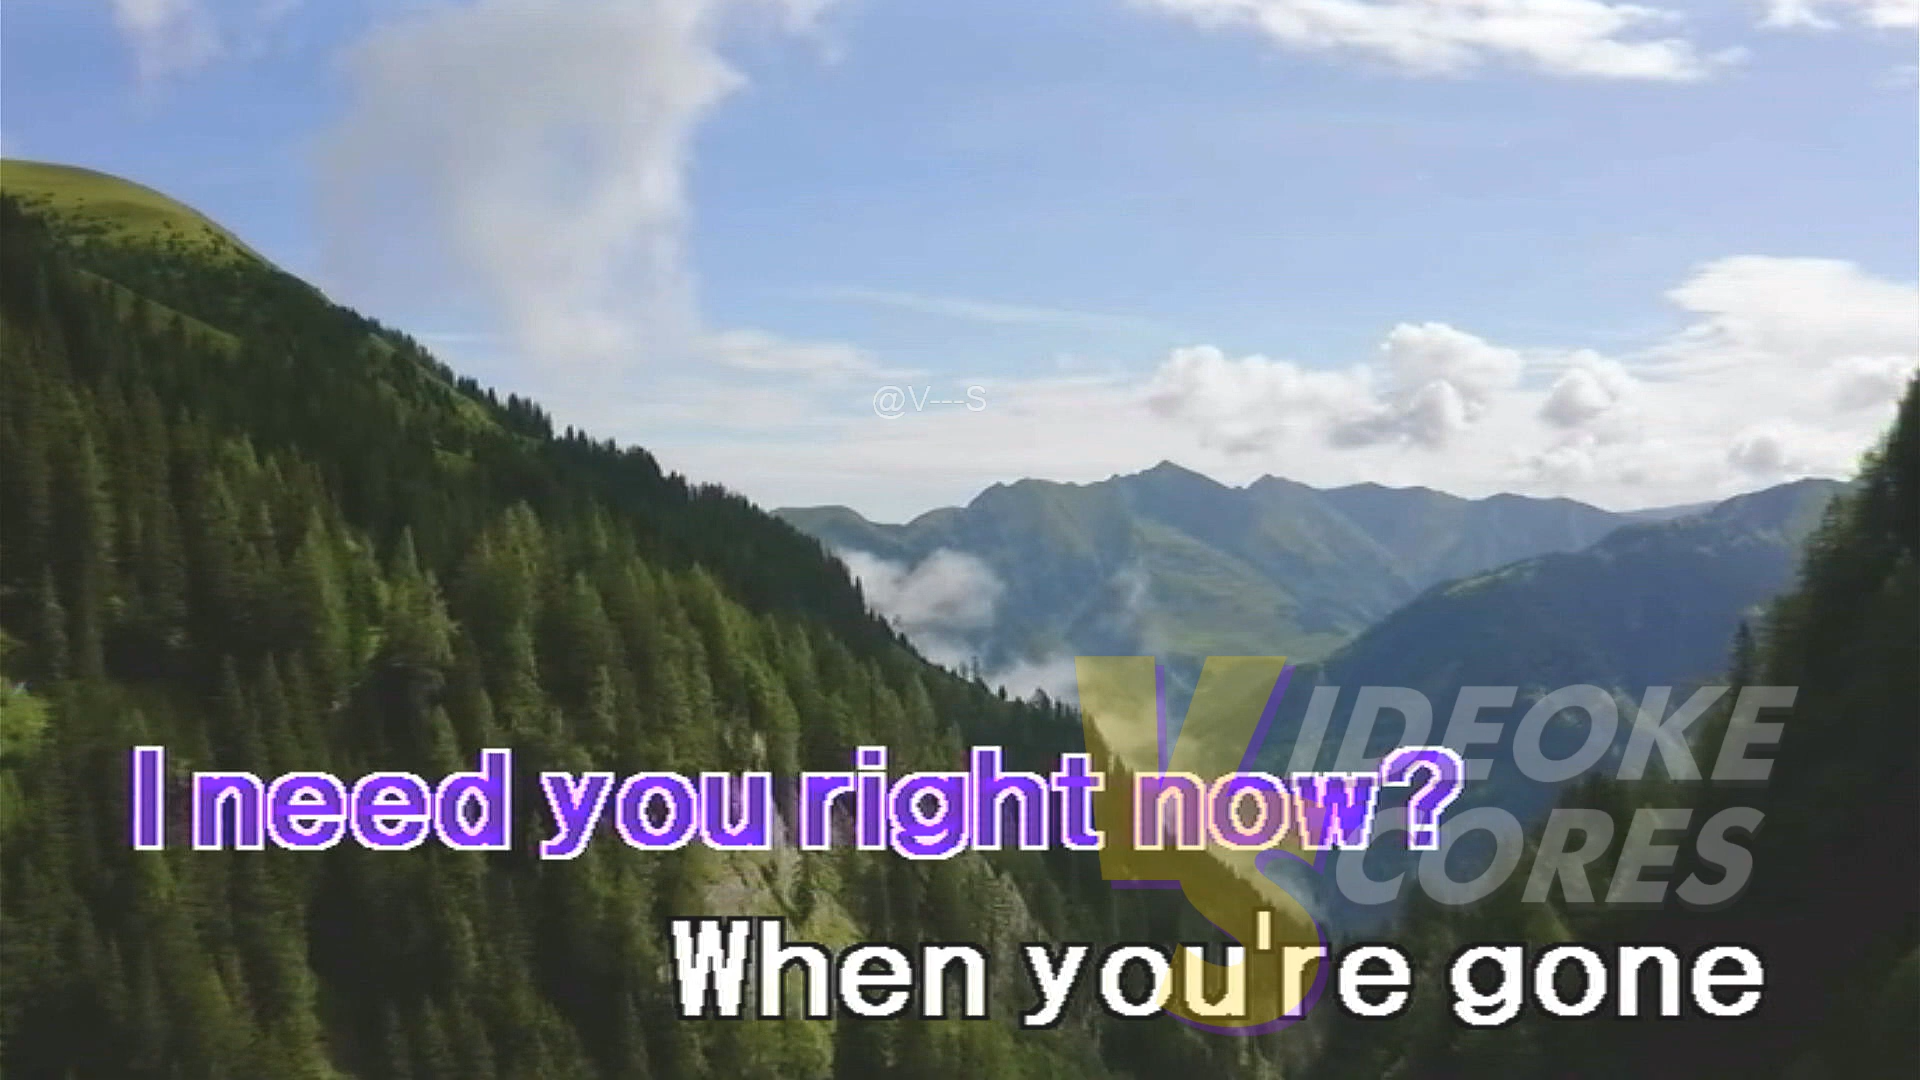 @V---S
VIDEOKE
SCORES
I need you right now?
When you're gone